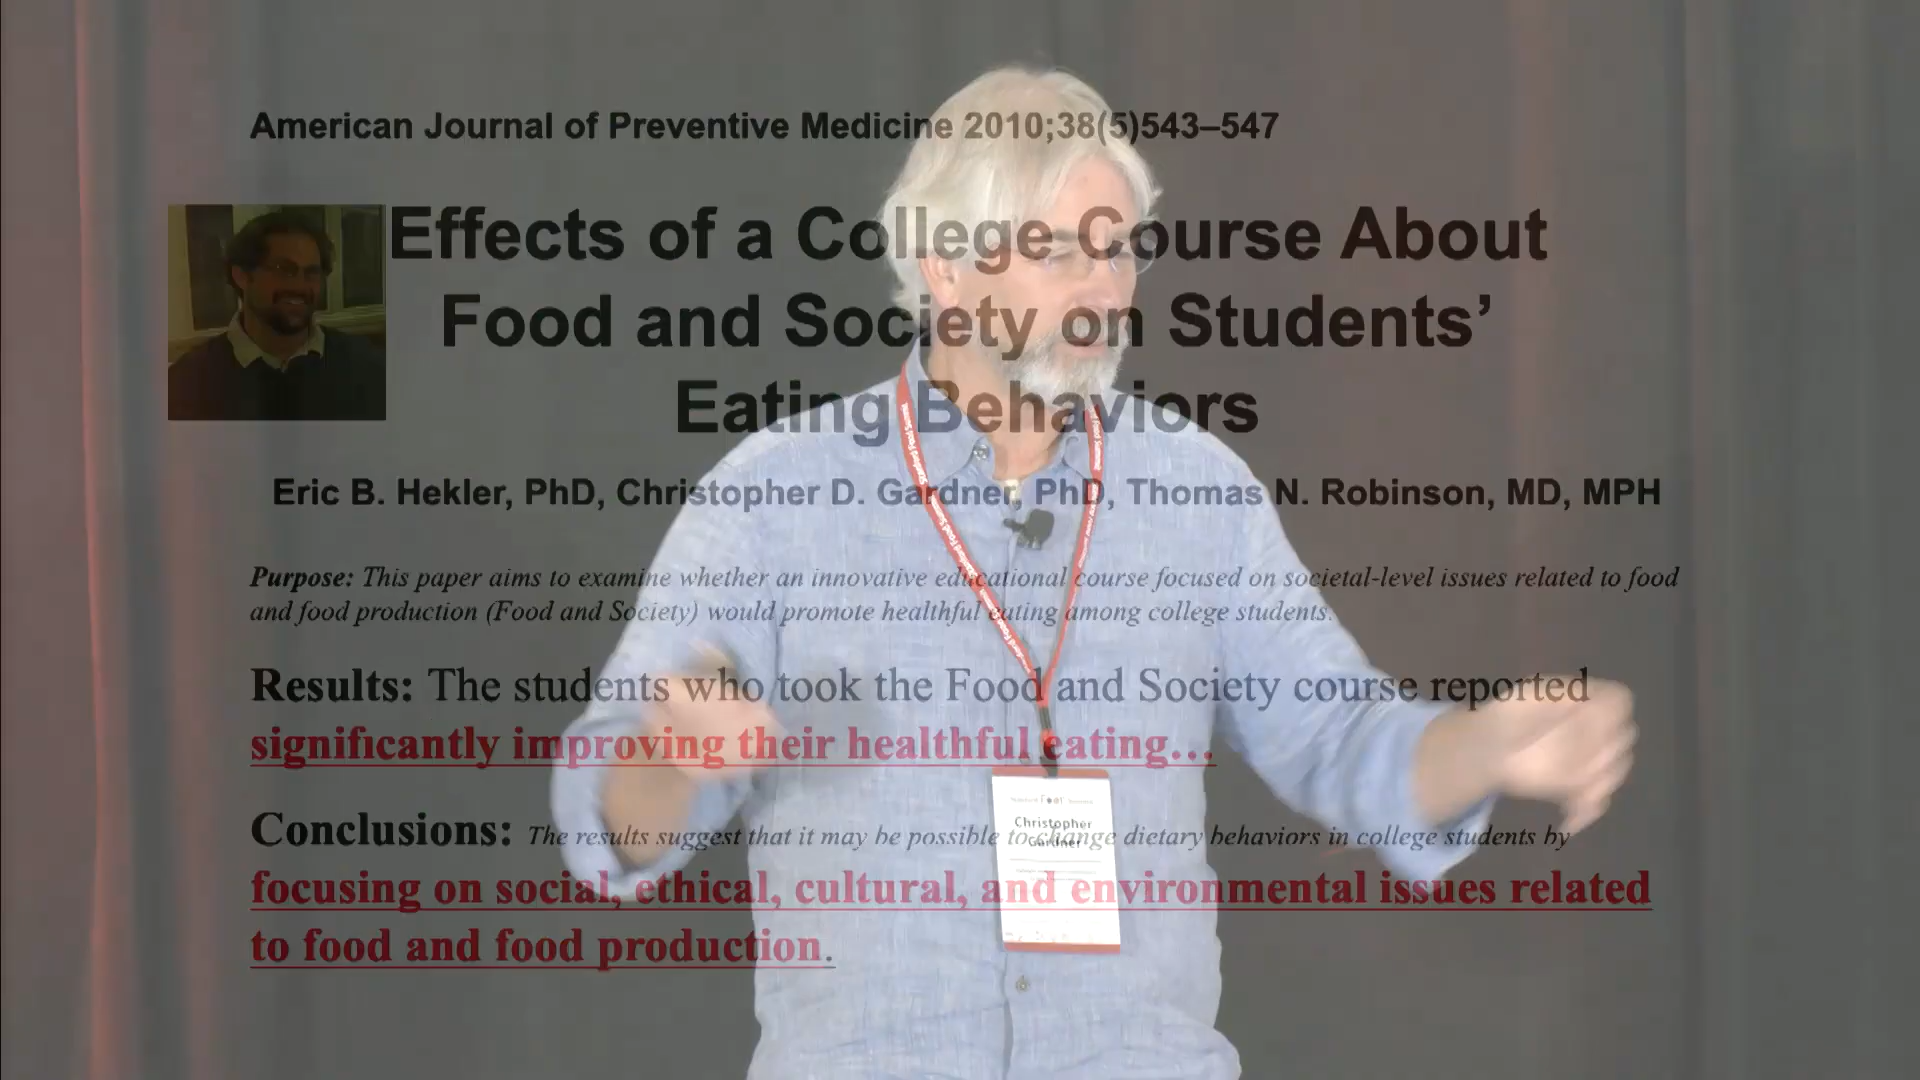 American Journal of Preventive Medicine 2010;38(5)543–547
Effects of a College Course About
Food and Society on Students’
Eating Behaviors
Eric B. Hekler, PhD, Christopher D. Gardner, PhD, Thomas N. Robinson, MD, MPH
Purpose: This paper aims to examine whether an innovative educational course focused on societal-level issues related to food
and food production (Food and Society) would promote healthful eating among college students.
Results: The students who took the Food and Society course reported
significantly improving their healthful eating…
Conclusions: The results suggest that it may be possible to change dietary behaviors in college students by
focusing on social, ethical, cultural, and environmental issues related
to food and food production.
Stanford Food Summit
Christopher
Gardner